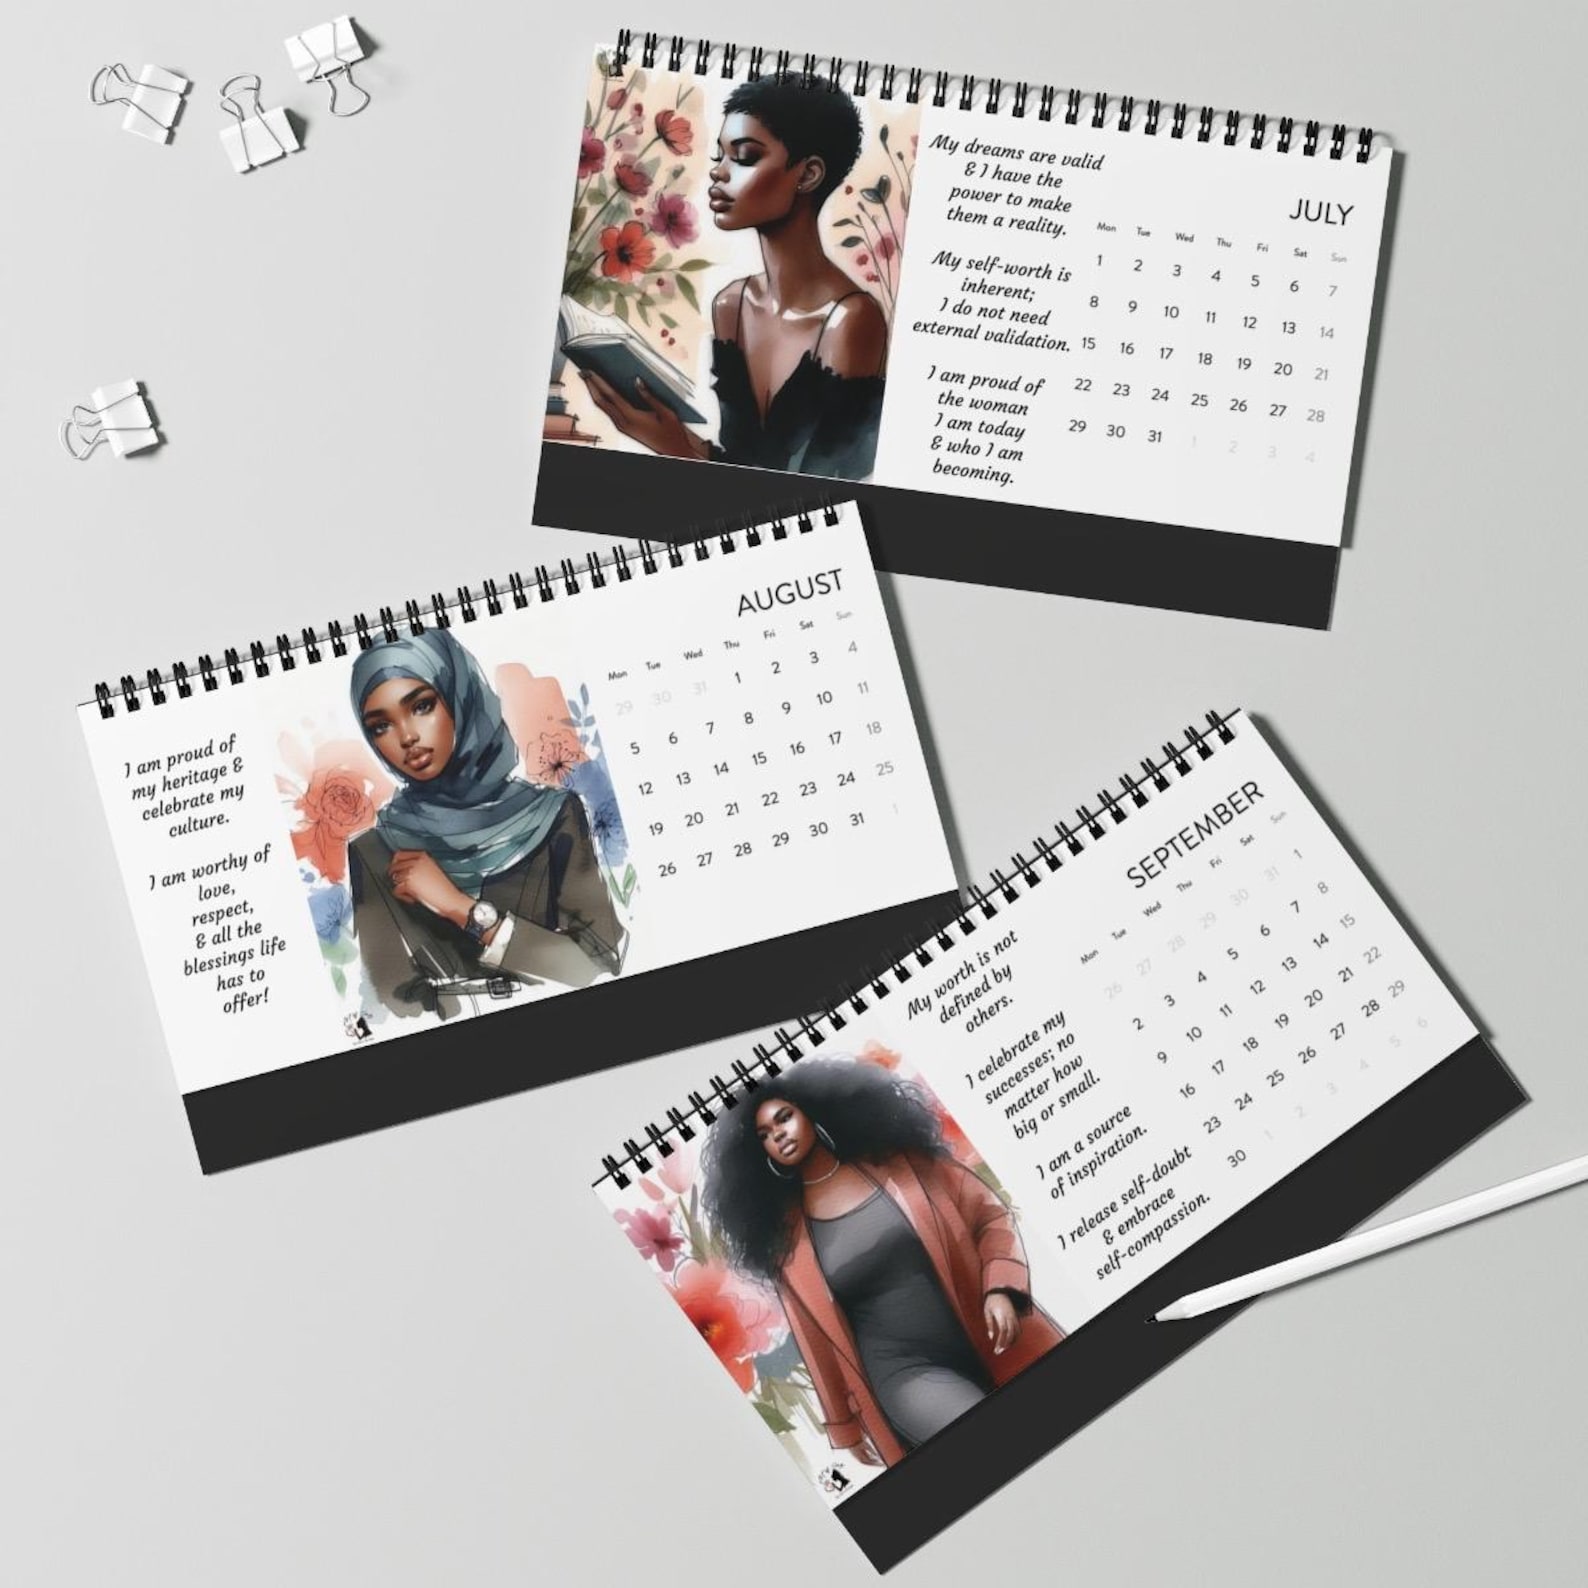 My dreams are valid
& I have the
power to make
them a reality.
My self-worth is
inherent;
I do not need
external validation.
I am proud of
the woman
I am today
& who I am
becoming.
JULY
Mon Tue Wed Thu Fri Sat Sun
1 2 3 4 5 6 7
8 9 10 11 12 13 14
15 16 17 18 19 20 21
22 23 24 25 26 27 28
29 30 31 1 2 3 4
I am proud of
my heritage &
celebrate my
culture.
I am worthy of
love,
respect,
& all the
blessings life
has to
offer!
AUGUST
Mon Tue Wed Thu Fri Sat Sun
29 30 31 1 2 3 4
5 6 7 8 9 10 11
12 13 14 15 16 17 18
19 20 21 22 23 24 25
26 27 28 29 30 31 1
My worth is not
defined by
others.
I celebrate my
successes; no
matter how
big or small.
I am a source
of inspiration.
I release self-doubt
& embrace
self-compassion.
SEPTEMBER
Mon Tue Wed Thu Fri Sat Sun
26 27 28 29 30 31 1
2 3 4 5 6 7 8
9 10 11 12 13 14 15
16 17 18 19 20 21 22
23 24 25 26 27 28 29
30 1 2 3 4 5 6